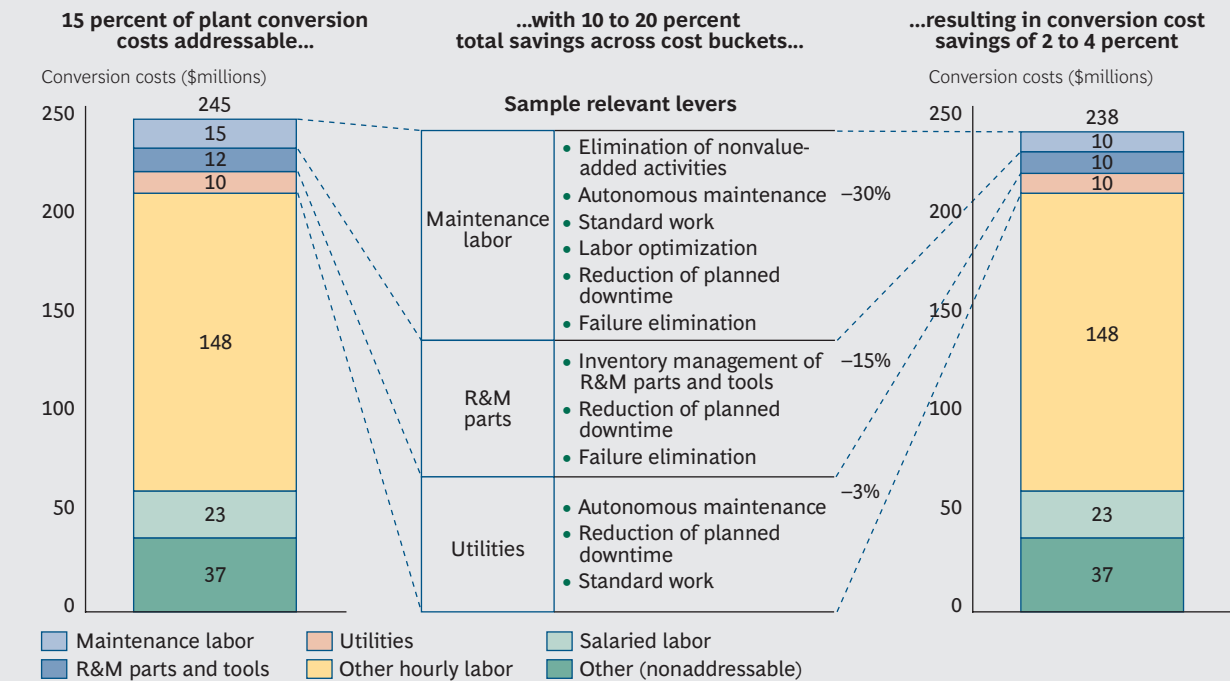 15 percent of plant conversion
costs addressable...
Conversion costs ($millions)
250
200
150
100
50
0
245
15
12
10
148
23
37
...with 10 to 20 percent
total savings across cost buckets...
Sample relevant levers
Maintenance
labor
• Elimination of nonvalue-
added activities
• Autonomous maintenance
• Standard work
• Labor optimization
• Reduction of planned
downtime
• Failure elimination
–30%
R&M
parts
• Inventory management of
R&M parts and tools
• Reduction of planned
downtime
• Failure elimination
–15%
Utilities
• Autonomous maintenance
• Reduction of planned
downtime
• Standard work
–3%
...resulting in conversion cost
savings of 2 to 4 percent
Conversion costs ($millions)
250
200
150
100
50
0
238
10
10
10
148
23
37
Maintenance labor
R&M parts and tools
Utilities
Other hourly labor
Salaried labor
Other (nonaddressable)